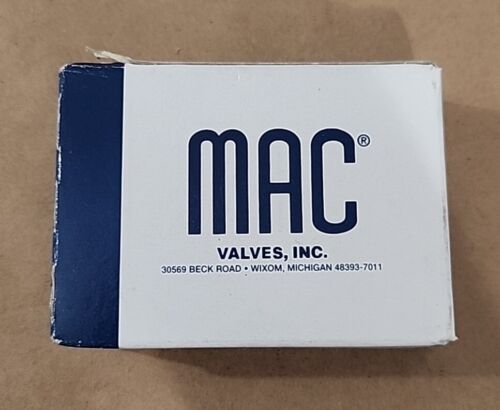 MAC®
VALVES, INC.
30569 BECK ROAD • WIXOM, MICHIGAN 48393-7011